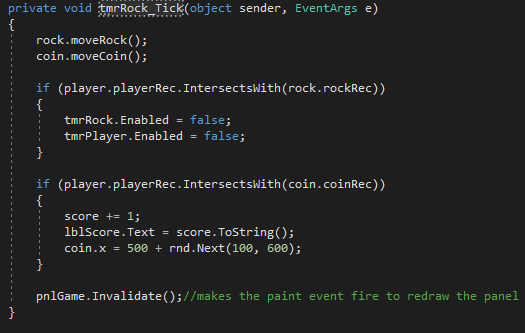 private void tmrRock_Tick(object sender, EventArgs e)
{
rock.moveRock();
coin.moveCoin();
if (player.playerRec.IntersectsWith(rock.rockRec))
{
tmrRock.Enabled = false;
tmrPlayer.Enabled = false;
}
if (player.playerRec.IntersectsWith(coin.coinRec))
{
score += 1;
lblScore.Text = score.ToString();
coin.x = 500 + rnd.Next(100, 600);
}
pnlGame.Invalidate();//makes the paint event fire to redraw the panel
}